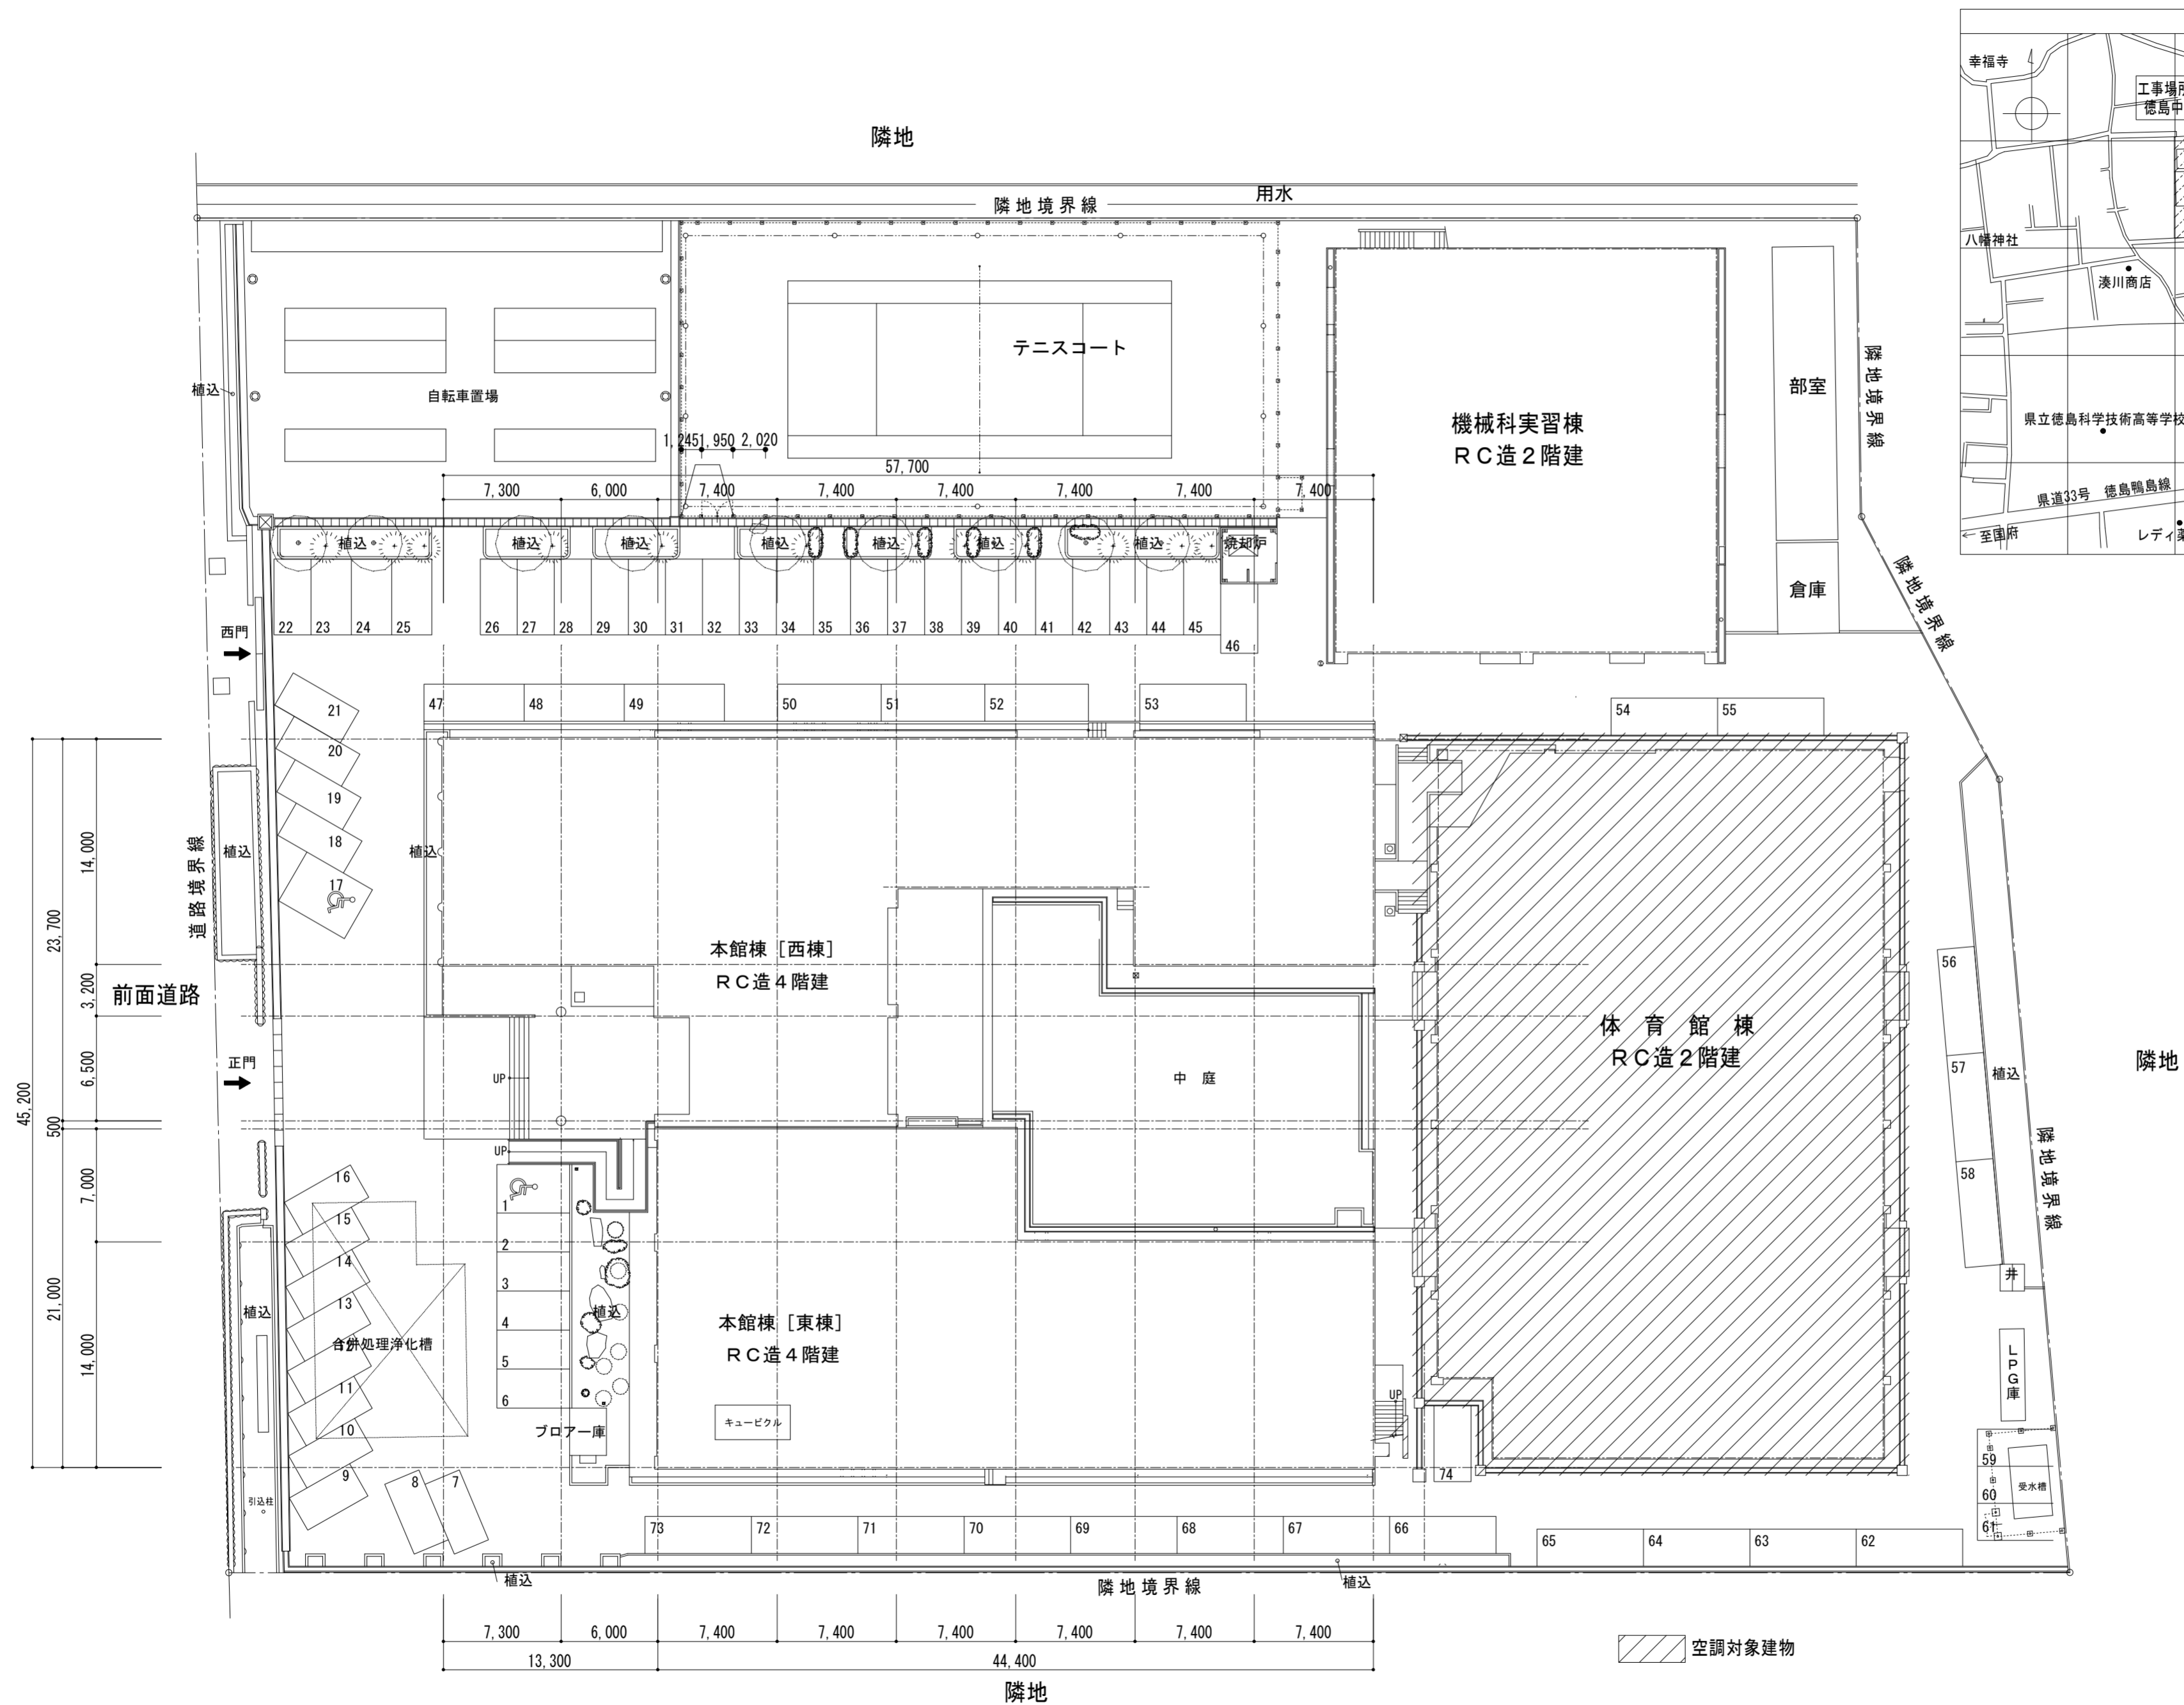 幸福寺
工事場所
徳島中
八幡神社
湊川商店
県立徳島科学技術高等学校
県道33号 徳島鴨島線
← 至国府
レディ薬
隣地
用水
隣地境界線
植込
自転車置場
テニスコート
機械科実習棟
RC造2階建
部室
倉庫
隣地境界線
隣地境界線
1,245
1,950
2,020
57,700
7,300
6,000
7,400
7,400
7,400
7,400
7,400
7,400
植込
植込
植込
植込
植込
植込
植込
焼却炉
22
23
24
25
26
27
28
29
30
31
32
33
34
35
36
37
38
39
40
41
42
43
44
45
46
西門
21
20
19
18
17
47
48
49
50
51
52
53
54
55
道路境界線
植込
植込
前面道路
正門
45,200
23,700
500
21,000
14,000
3,200
6,500
7,000
14,000
本館棟[西棟]
RC造4階建
UP
UP
中 庭
体 育 館 棟
RC造2階建
56
57
58
植込
隣地
隣地境界線
井
LPG庫
59
60
61
受水槽
16
15
14
13
12
11
10
9
8
7
合併処理浄化槽
植込
引込柱
1
2
3
4
5
6
植込
ブロアー庫
本館棟[東棟]
RC造4階建
キュービクル
UP
74
73
72
71
70
69
68
67
66
65
64
63
62
植込
隣地境界線
植込
7,300
6,000
7,400
7,400
7,400
7,400
7,400
7,400
13,300
44,400
隣地
空調対象建物